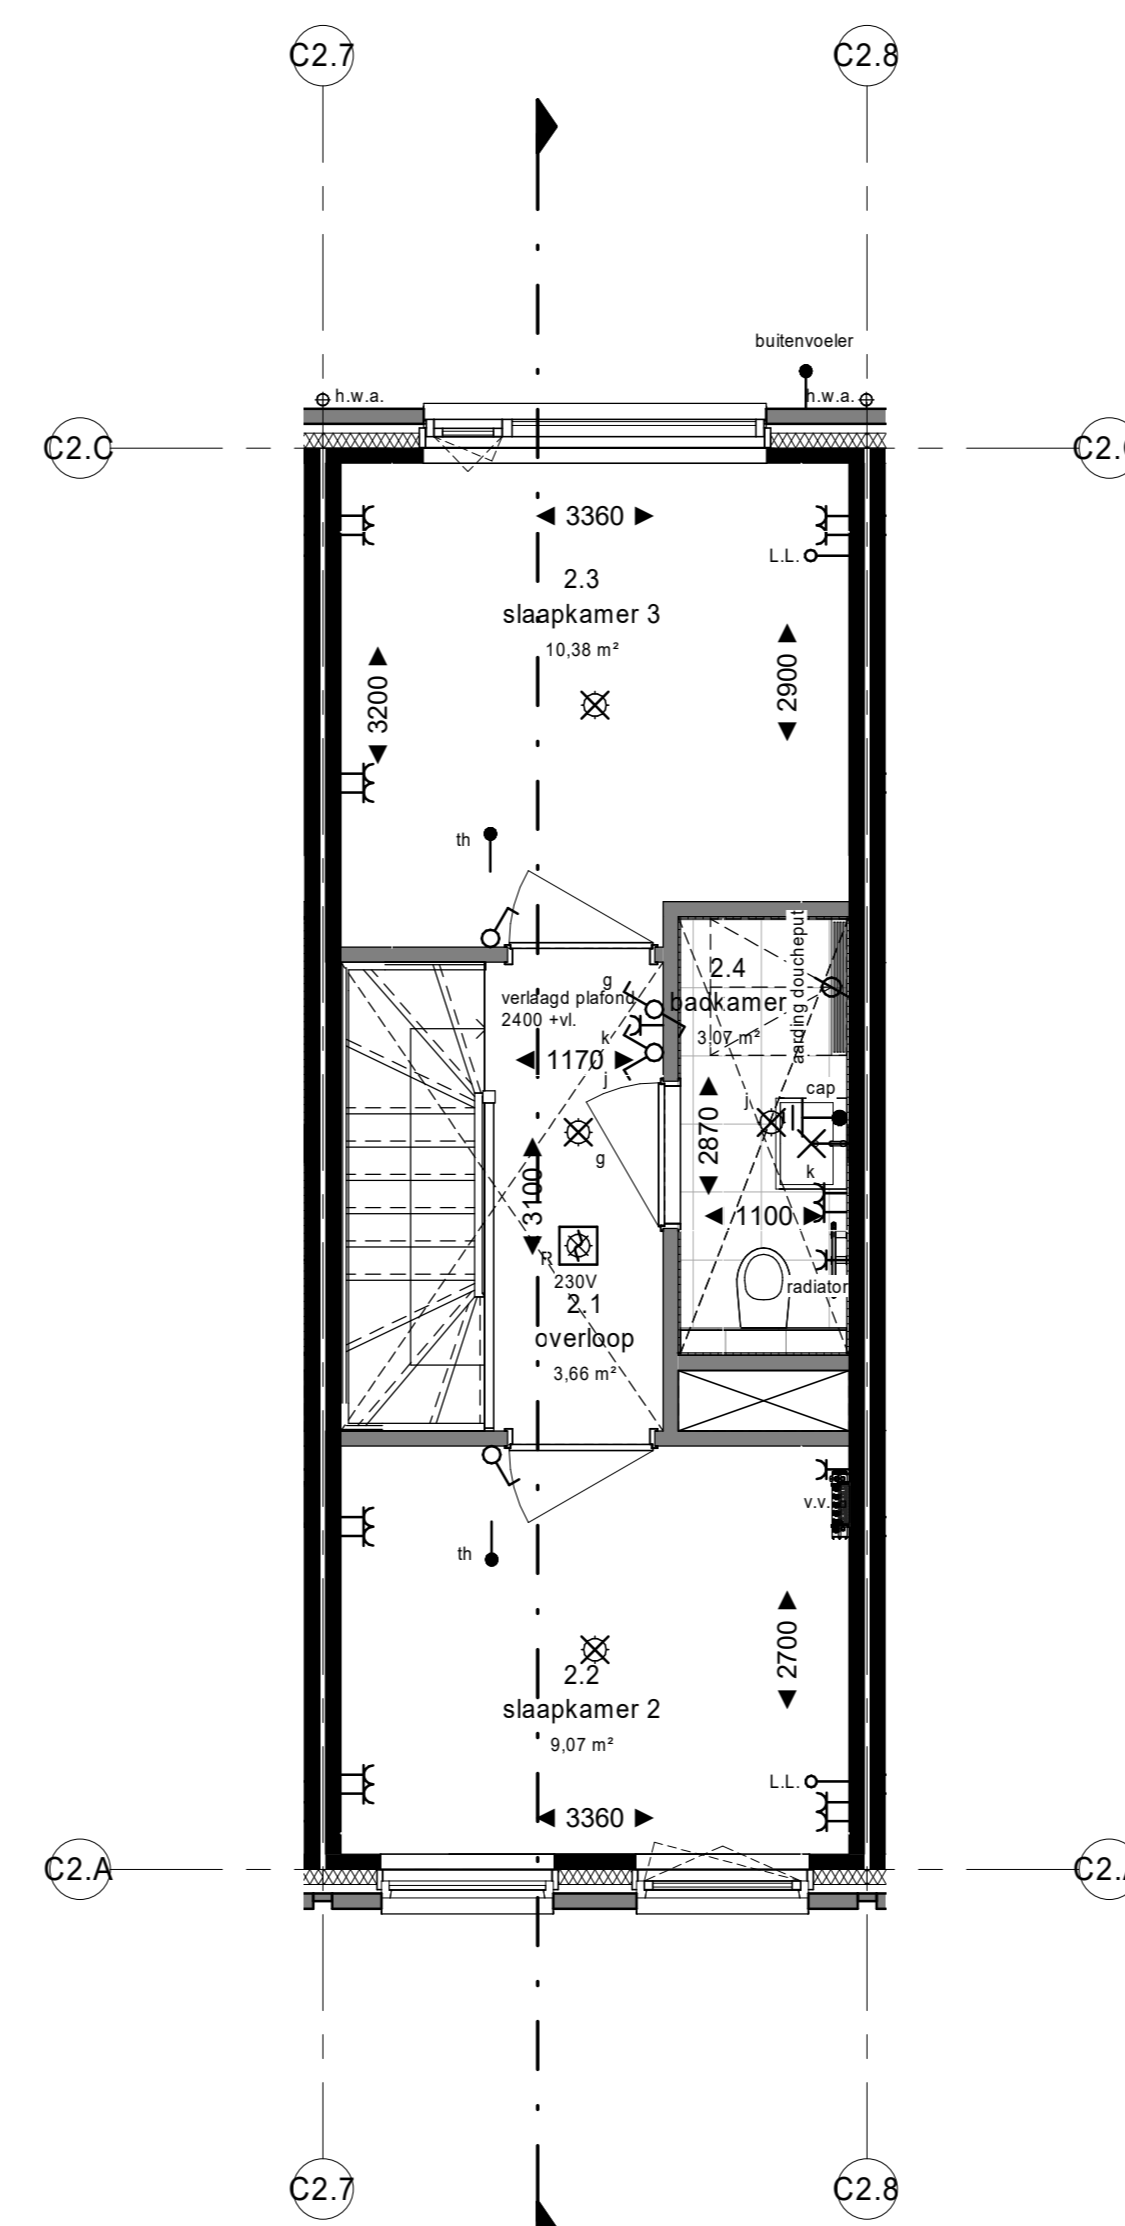 C2.7
C2.8
buitenvoeler
h.w.a.
h.w.a.
C2.C
3360
2.3
slaapkamer 3
10,38 m²
L.L.
3200
2900
th
verlaagd plafond
2400 +vl.
g
k
j
1170
2.4
badkamer
3,07 m²
aarding doucheput
cap
j
k
2870
1100
radiator
g
3100
R
230V
2.1
overloop
3,66 m²
v.v.
th
2.2
slaapkamer 2
9,07 m²
2700
L.L.
3360
C2.A
C2.7
C2.8